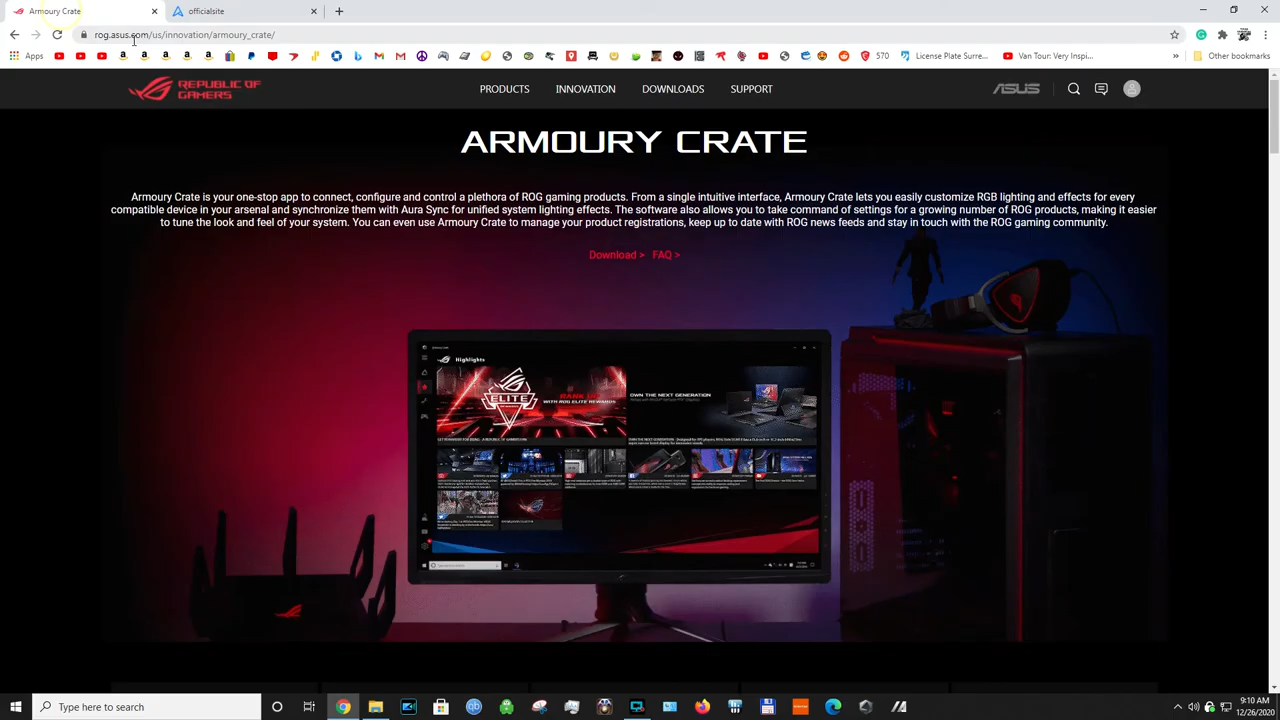 Armoury Crate
officialsite
rog.asus.com/us/innovation/armoury_crate/
Apps
570
License Plate Surre...
Van Tour: Very Inspi...
Other bookmarks
REPUBLIC OF
GAMERS
PRODUCTS
INNOVATION
DOWNLOADS
SUPPORT
ASUS
ARMOURY CRATE
Armoury Crate is your one-stop app to connect, configure and control a plethora of ROG gaming products. From a single intuitive interface, Armoury Crate lets you easily customize RGB lighting and effects for every
compatible device in your arsenal and synchronize them with Aura Sync for unified system lighting effects. The software also allows you to take command of settings for a growing number of ROG products, making it easier
to tune the look and feel of your system. You can even use Armoury Crate to manage your product registrations, keep up to date with ROG news feeds and stay in touch with the ROG gaming community.
Download >
FAQ >
Highlights
ELITE
RANK UP
WITH ROG ELITE REWARDS
OWN THE NEXT GENERATION
Type here to search
9:10 AM
12/26/2020